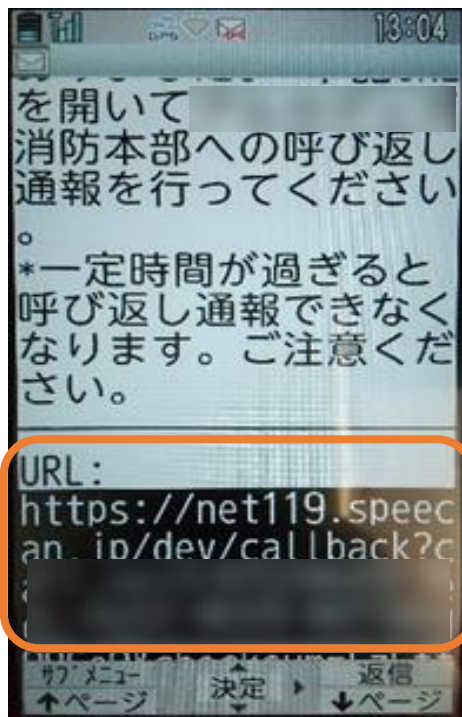 GPS
13:04
を開いて
消防本部への呼び返し
通報を行ってください
。
*一定時間が過ぎると
呼び返し通報できなく
なります。ご注意くだ
さい。
URL:
https://net119.speec
an.jp/dev/callback?c
サブメニュー
決定
返信
↑ページ
↓ページ